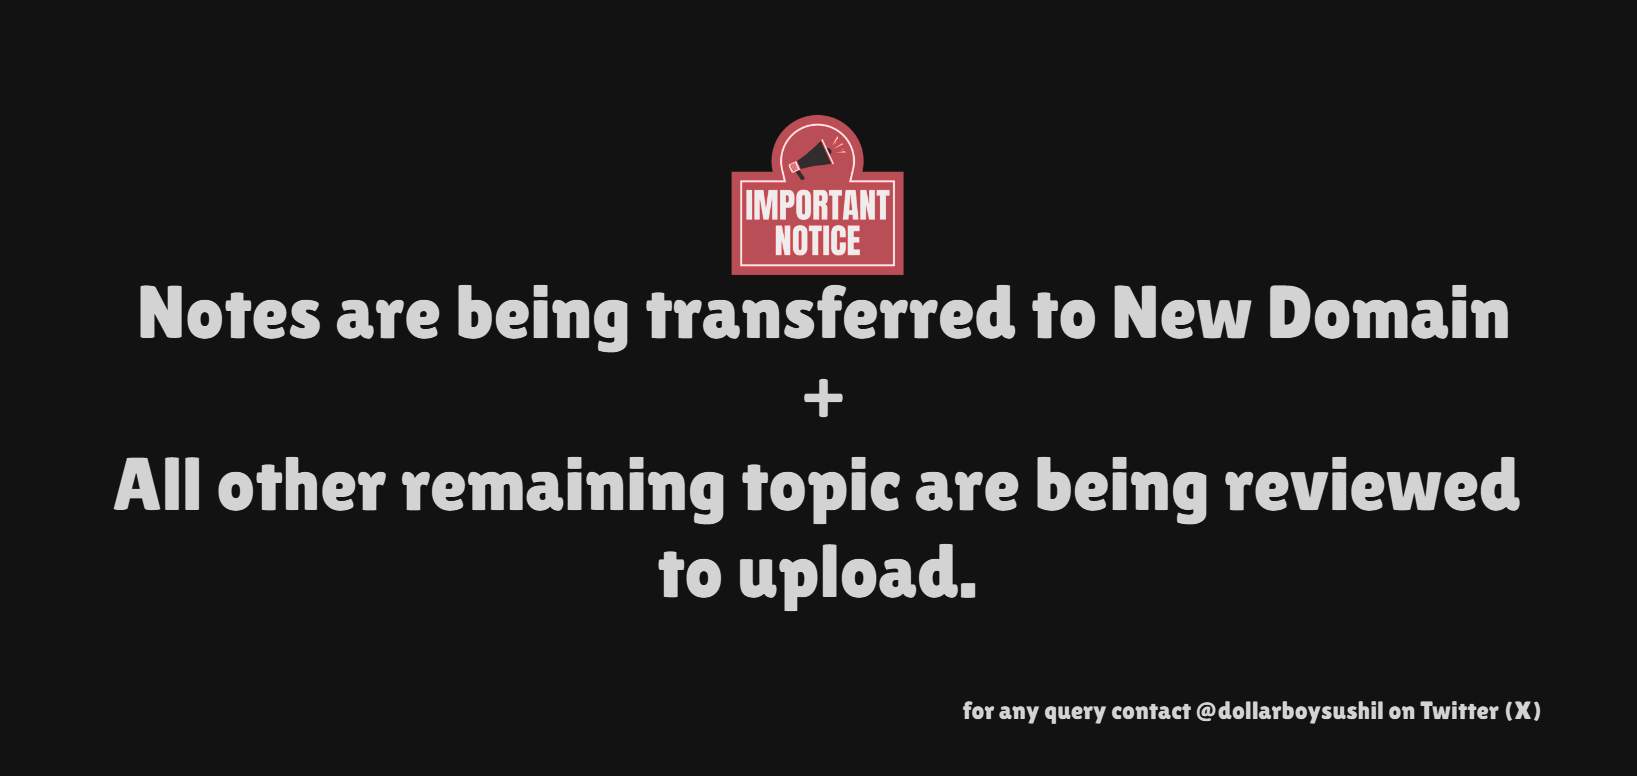 IMPORTANT
NOTICE
Notes are being transferred to New Domain
+
All other remaining topic are being reviewed
to upload.
for any query contact @dollarboysushil on Twitter (X)